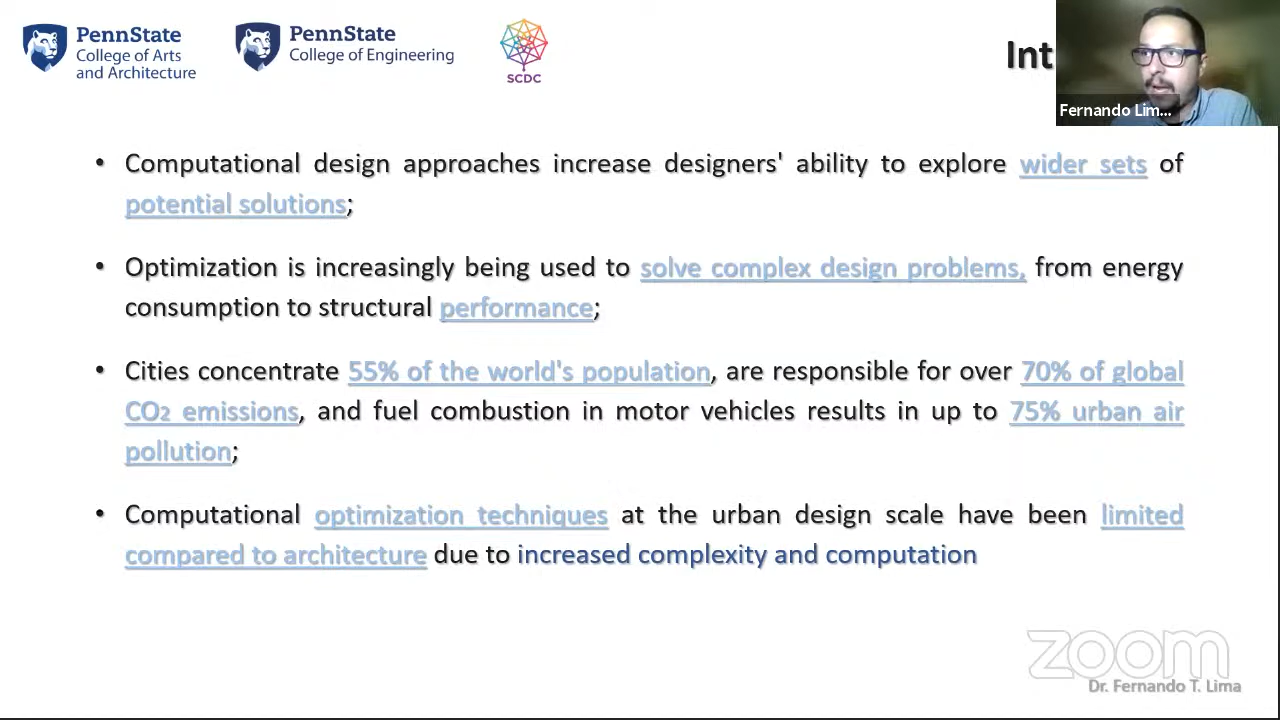 PennState
College of Arts
and Architecture
PennState
College of Engineering
SCDC
Fernando Lim...
• Computational design approaches increase designers' ability to explore wider sets of
potential solutions;
• Optimization is increasingly being used to solve complex design problems, from energy
consumption to structural performance;
• Cities concentrate 55% of the world's population, are responsible for over 70% of global
CO2 emissions, and fuel combustion in motor vehicles results in up to 75% urban air
pollution;
• Computational optimization techniques at the urban design scale have been limited
compared to architecture due to increased complexity and computation
zoom
Dr. Fernando T. Lima